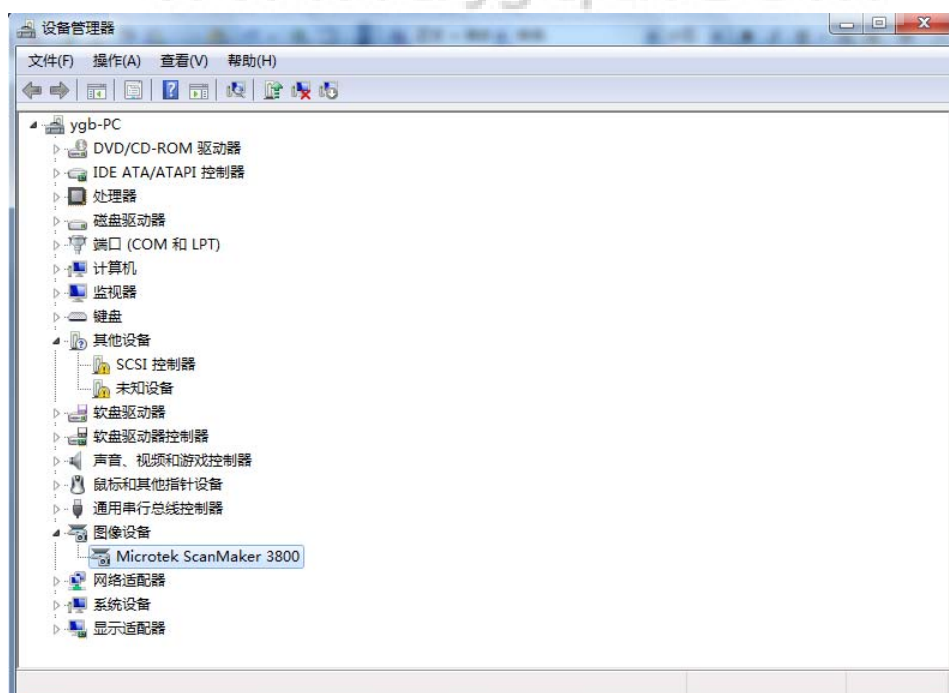 设备管理器
文件(F) 操作(A) 查看(V) 帮助(H)
ygb-PC
DVD/CD-ROM 驱动器
IDE ATA/ATAPI 控制器
处理器
磁盘驱动器
端口 (COM 和 LPT)
计算机
监视器
键盘
其他设备
SCSI 控制器
未知设备
软盘驱动器
软盘驱动器控制器
声音、视频和游戏控制器
鼠标和其他指针设备
通用串行总线控制器
图像设备
Microtek ScanMaker 3800
网络适配器
系统设备
显示适配器